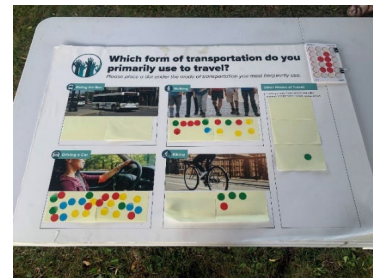 Which form of transportation do you
primarily use to travel?
Please place a dot under the mode of transportation you most frequently use.
Riding the Bus
Walking
Other Modes of Travel
Driving a Car
Biking